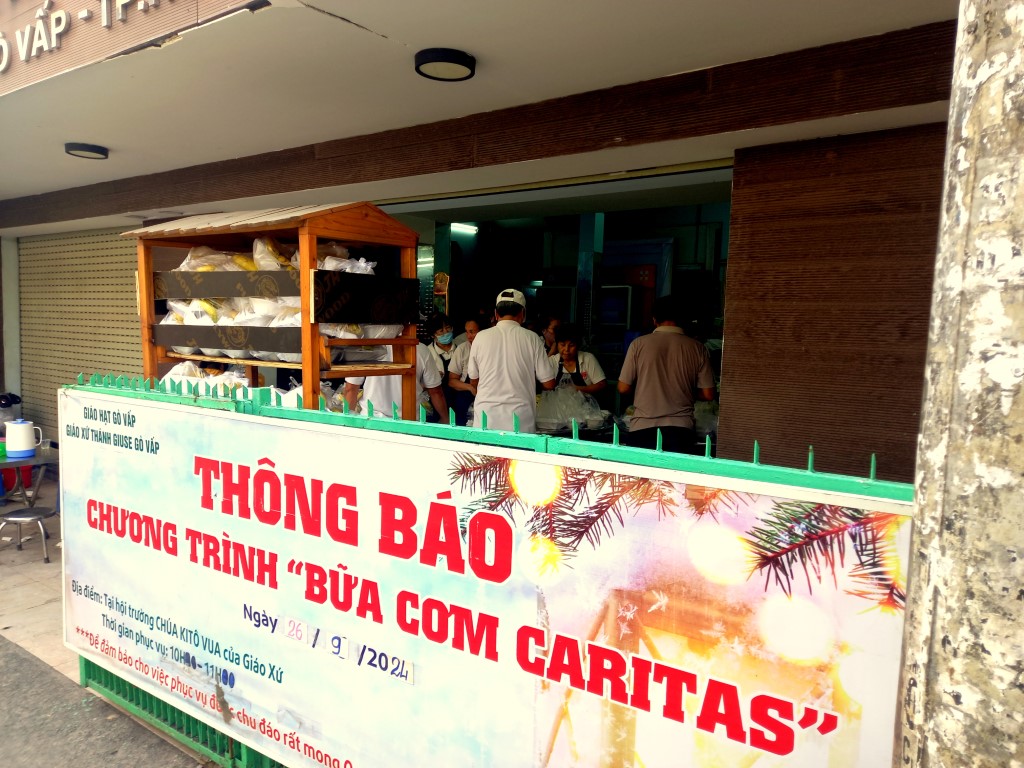 Ò VẤP - TP.
GIÁO HẠT GÒ VẤP
GIÁO XỨ THÁNH GIUSE GÒ VẤP
THÔNG BÁO
CHƯƠNG TRÌNH “BỮA CƠM CARITAS”
Ngày 26 / 9 /2024
Địa điểm: Tại hội trường CHÚA KITÔ VUA của Giáo Xứ
Thời gian phục vụ: 10H00 - 11H00
***Để đảm bảo cho việc phục vụ được chu đáo rất mong